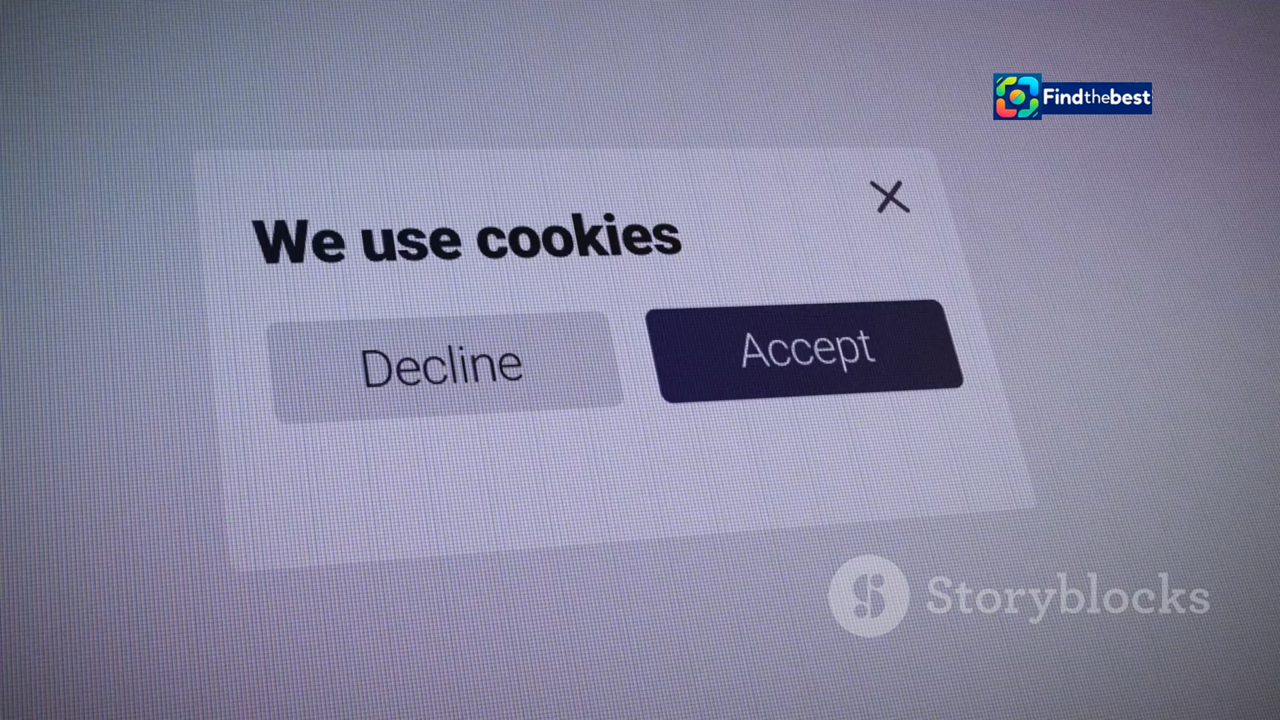 Findthebest
We use cookies
Decline
Accept
Storyblocks